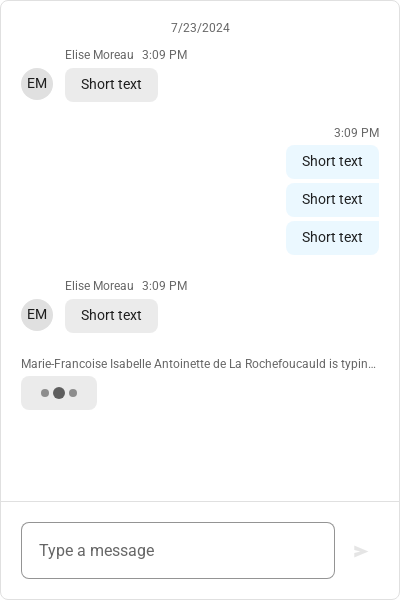 7/23/2024
Elise Moreau 3:09 PM
EM
Short text
3:09 PM
Short text
Short text
Short text
Elise Moreau 3:09 PM
EM
Short text
Marie-Francoise Isabelle Antoinette de La Rochefoucauld is typin...
Type a message